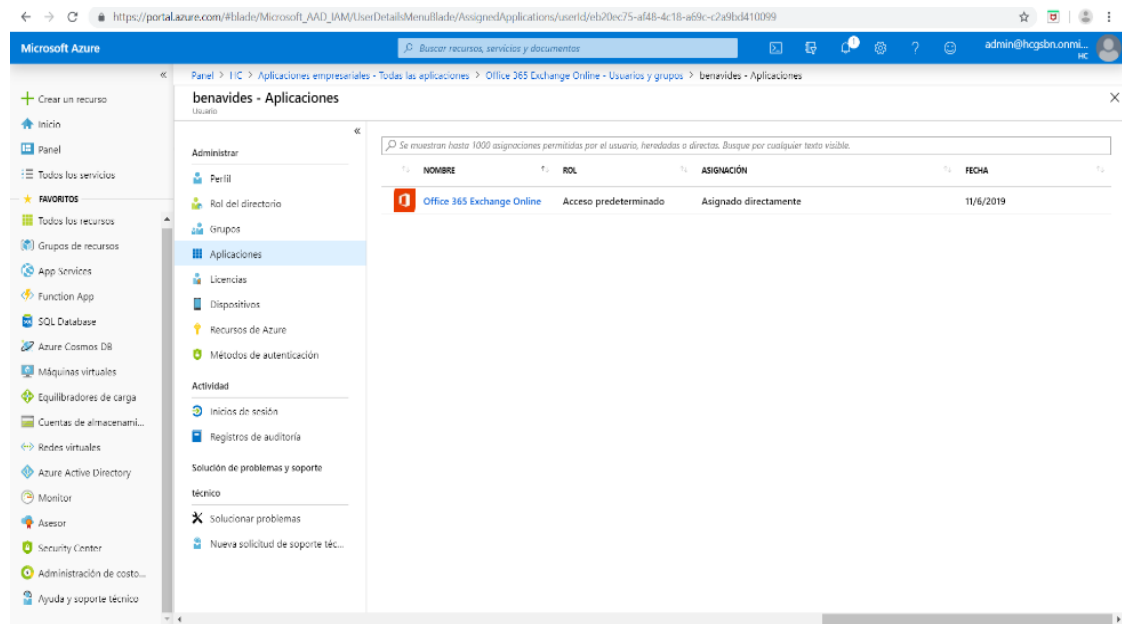 https://portal.azure.com/#blade/Microsoft_AAD_IAM/UserDetailsMenuBlade/AssignedApplications/userId/eb20ec75-af48-4c18-a69c-c2a9bd410099
Microsoft Azure
Buscar recursos, servicios y documentos
admin@hcgsbn.onmi...
HC
Panel > HC > Aplicaciones empresariales - Todas las aplicaciones > Office 365 Exchange Online - Usuarios y grupos > benavides - Aplicaciones
benavides - Aplicaciones
Usuario
Crear un recurso
Inicio
Panel
Todos los servicios
FAVORITOS
Todos los recursos
Grupos de recursos
App Services
Function App
SQL Database
Azure Cosmos DB
Máquinas virtuales
Equilibradores de carga
Cuentas de almacenami...
Redes virtuales
Azure Active Directory
Monitor
Asesor
Security Center
Administración de costo...
Ayuda y soporte técnico
Administrar
Perfil
Rol del directorio
Grupos
Aplicaciones
Licencias
Dispositivos
Recursos de Azure
Métodos de autenticación
Actividad
Inicios de sesión
Registros de auditoría
Solución de problemas y soporte
técnico
Solucionar problemas
Nueva solicitud de soporte téc...
Se muestran hasta 1000 asignaciones permitidas por el usuario, heredadas o directas. Busque por cualquier texto visible.
NOMBRE ROL ASIGNACIÓN FECHA
Office 365 Exchange Online Acceso predeterminado Asignado directamente 11/6/2019